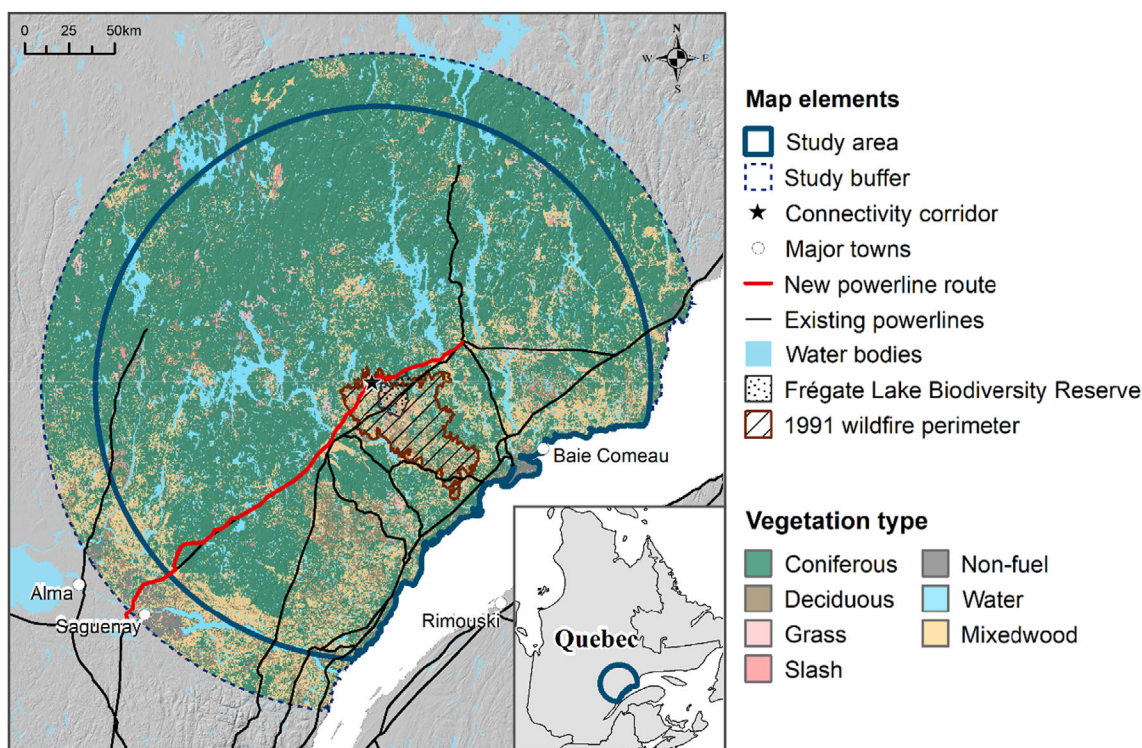 0 25 50km
N
W E
S
Baie Comeau
Alma
Saguenay
Rimouski
Quebec
Map elements
Study area
Study buffer
Connectivity corridor
Major towns
New powerline route
Existing powerlines
Water bodies
Frégate Lake Biodiversity Reserve
1991 wildfire perimeter
Vegetation type
Coniferous Non-fuel
Deciduous Water
Grass Mixedwood
Slash